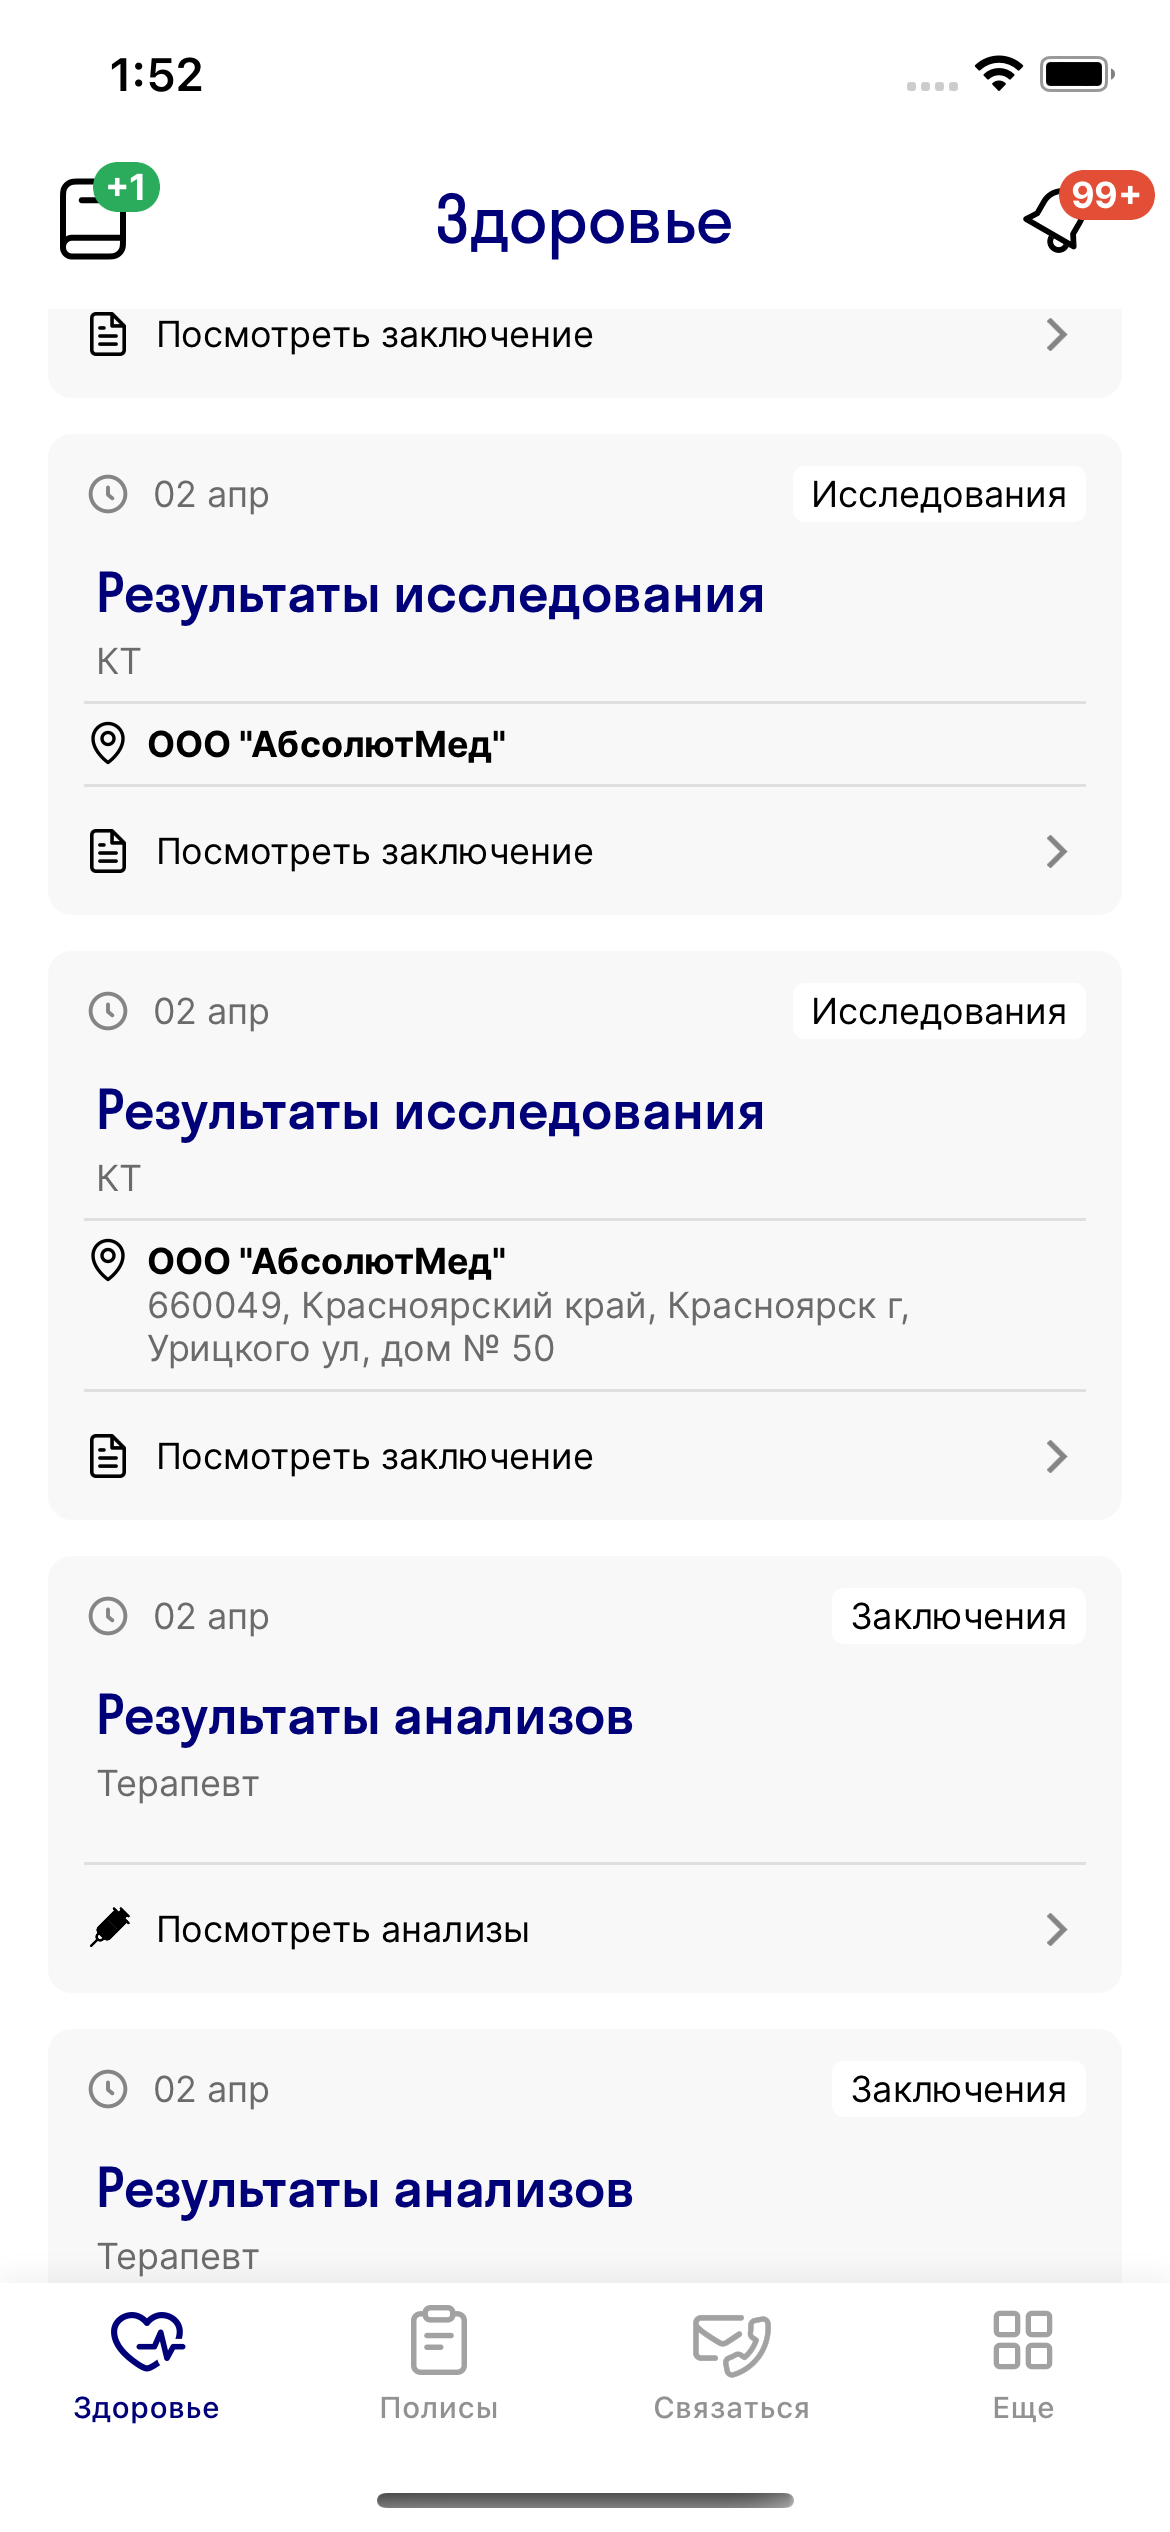 1:52
+1
Здоровье
99+
Посмотреть заключение
02 апр
Исследования
Результаты исследования
КТ
ООО "АбсолютМед"
Посмотреть заключение
02 апр
Исследования
Результаты исследования
КТ
ООО "АбсолютМед"
660049, Красноярский край, Красноярск г,
Урицкого ул, дом № 50
Посмотреть заключение
02 апр
Заключения
Результаты анализов
Терапевт
Посмотреть анализы
02 апр
Заключения
Результаты анализов
Терапевт
Здоровье
Полисы
Связаться
Еще